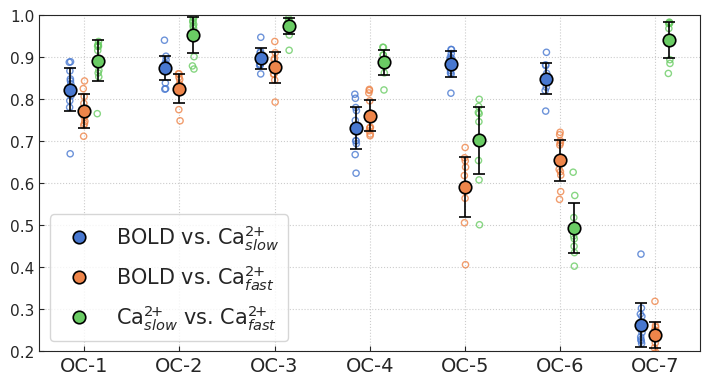 1.0
0.9
0.8
0.7
0.6
0.5
0.4
0.3
0.2
BOLD vs. Ca²⁺slow
BOLD vs. Ca²⁺fast
Ca²⁺slow vs. Ca²⁺fast
OC-1 OC-2 OC-3 OC-4 OC-5 OC-6 OC-7